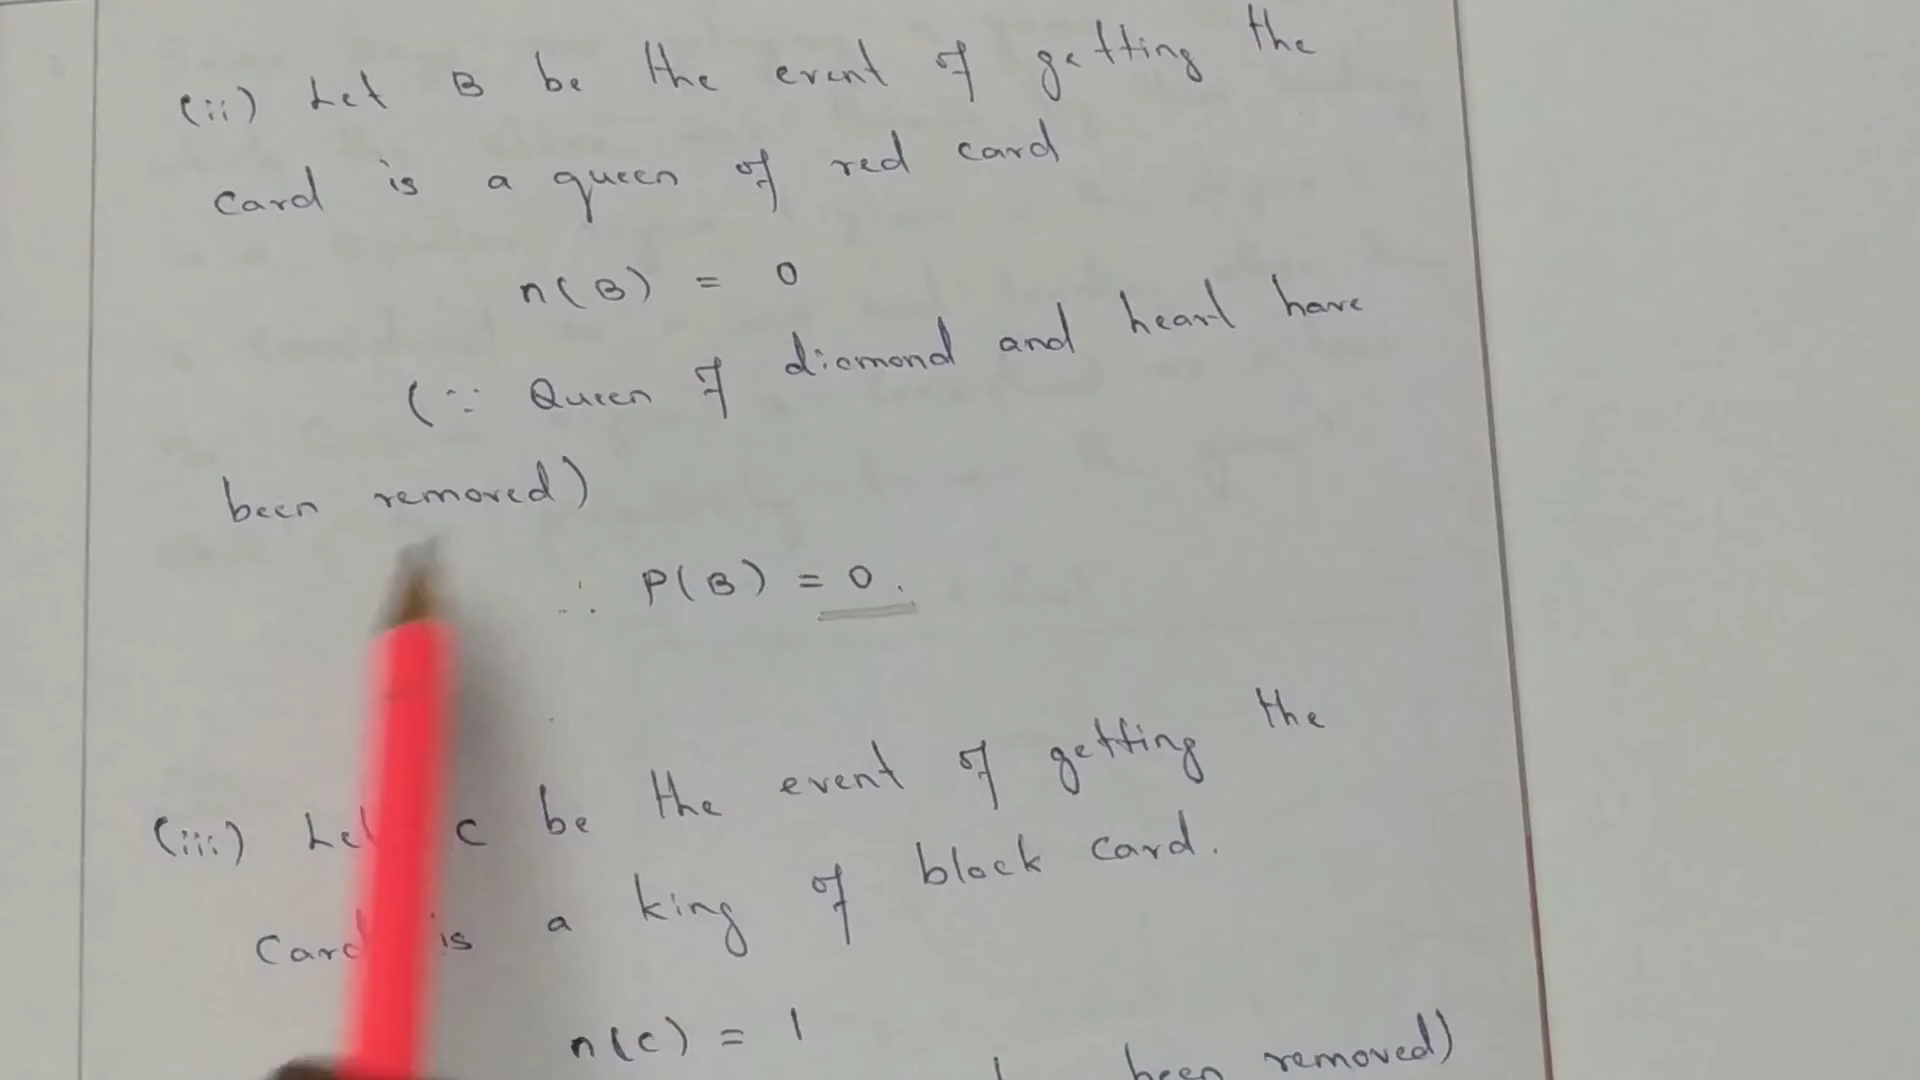 (ii) Let B be the event of getting the
card is a queen of red card
n(B) = 0
(∵ Queen of diamond and heart have
been removed)
∴ P(B) = 0.
(iii) Let C be the event of getting the
Card is a king of black card.
n(C) = 1
been removed)